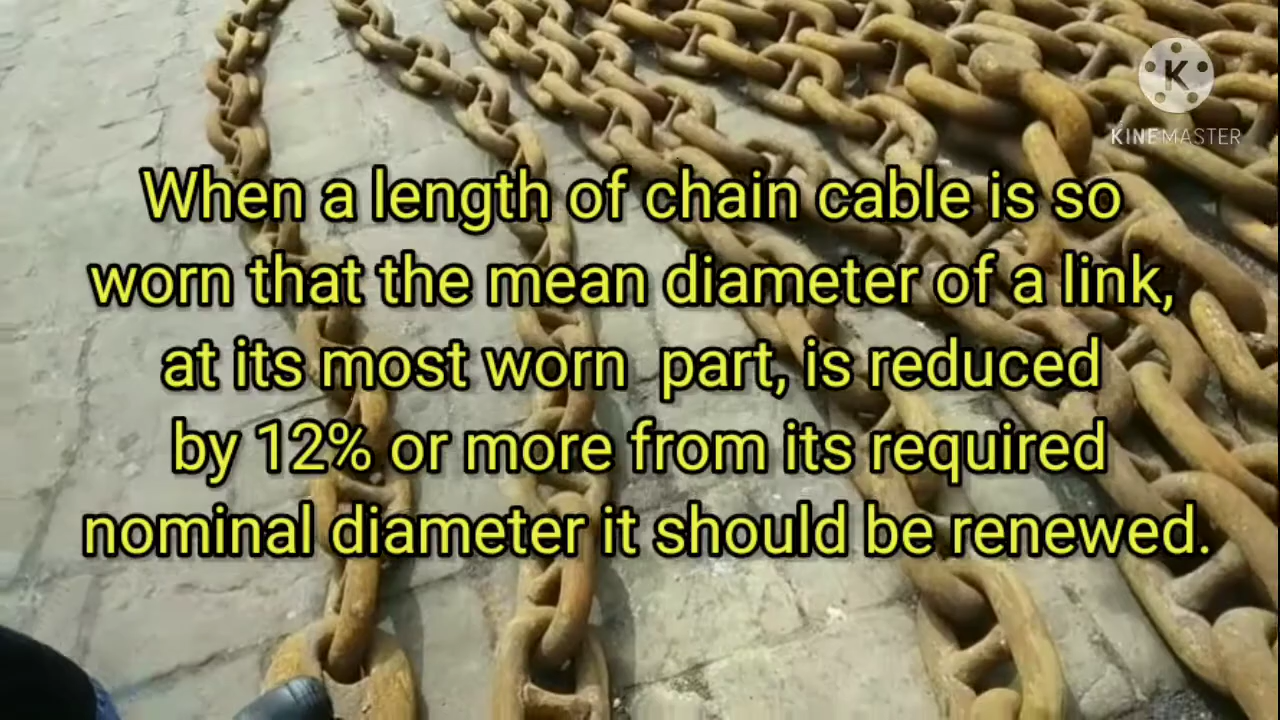 K
KINEMASTER
When a length of chain cable is so
worn that the mean diameter of a link,
at its most worn part, is reduced
by 12% or more from its required
nominal diameter it should be renewed.